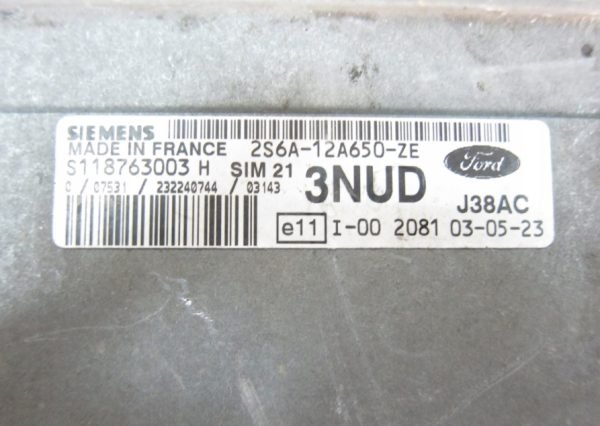 SIEMENS
MADE IN FRANCE 2S6A-12A650-ZE
S118763003 H SIM 21 3NUD Ford
0 / 07531 / 232240744 / 03143 J38AC
e11 I-00 2081 03-05-23